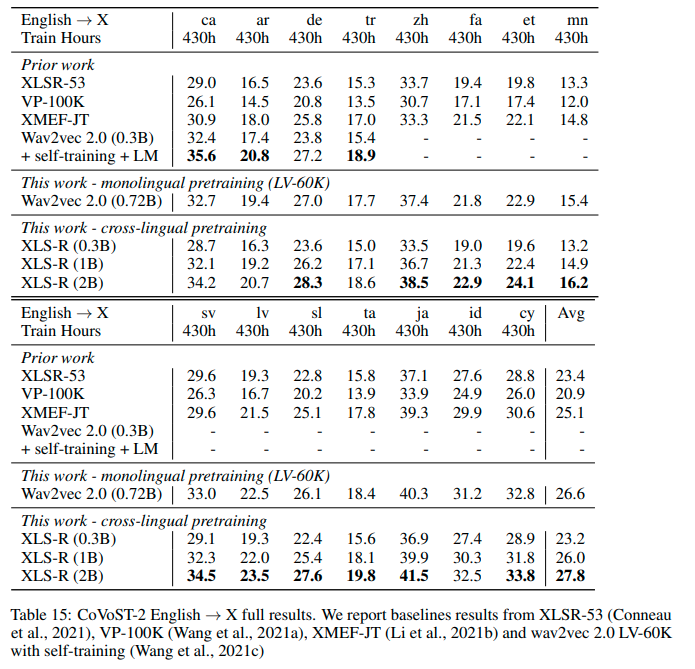 English → X ca ar de tr zh fa et mn
Train Hours 430h 430h 430h 430h 430h 430h 430h 430h
Prior work
XLSR-53 29.0 16.5 23.6 15.3 33.7 19.4 19.8 13.3
VP-100K 26.1 14.5 20.8 13.5 30.7 17.1 17.4 12.0
XMEF-JT 30.9 18.0 25.8 17.0 33.3 21.5 22.1 14.8
Wav2vec 2.0 (0.3B) 32.4 17.4 23.8 15.4 - - - -
+ self-training + LM 35.6 20.8 27.2 18.9 - - - -
This work - monolingual pretraining (LV-60K)
Wav2vec 2.0 (0.72B) 32.7 19.4 27.0 17.7 37.4 21.8 22.9 15.4
This work - cross-lingual pretraining
XLS-R (0.3B) 28.7 16.3 23.6 15.0 33.5 19.0 19.6 13.2
XLS-R (1B) 32.1 19.2 26.2 17.1 36.7 21.3 22.4 14.9
XLS-R (2B) 34.2 20.7 28.3 18.6 38.5 22.9 24.1 16.2
English → X sv lv sl ta ja id cy Avg
Train Hours 430h 430h 430h 430h 430h 430h 430h
Prior work
XLSR-53 29.6 19.3 22.8 15.8 37.1 27.6 28.8 23.4
VP-100K 26.3 16.7 20.2 13.9 33.9 24.9 26.0 20.9
XMEF-JT 29.6 21.5 25.1 17.8 39.3 29.9 30.6 25.1
Wav2vec 2.0 (0.3B) - - - - - - - -
+ self-training + LM - - - - - - - -
This work - monolingual pretraining (LV-60K)
Wav2vec 2.0 (0.72B) 33.0 22.5 26.1 18.4 40.3 31.2 32.8 26.6
This work - cross-lingual pretraining
XLS-R (0.3B) 29.1 19.3 22.4 15.6 36.9 27.4 28.9 23.2
XLS-R (1B) 32.3 22.0 25.4 18.1 39.9 30.3 31.8 26.0
XLS-R (2B) 34.5 23.5 27.6 19.8 41.5 32.5 33.8 27.8
Table 15: CoVoST-2 English → X full results. We report baselines results from XLSR-53 (Conneau
et al., 2021), VP-100K (Wang et al., 2021a), XMEF-JT (Li et al., 2021b) and wav2vec 2.0 LV-60K
with self-training (Wang et al., 2021c)